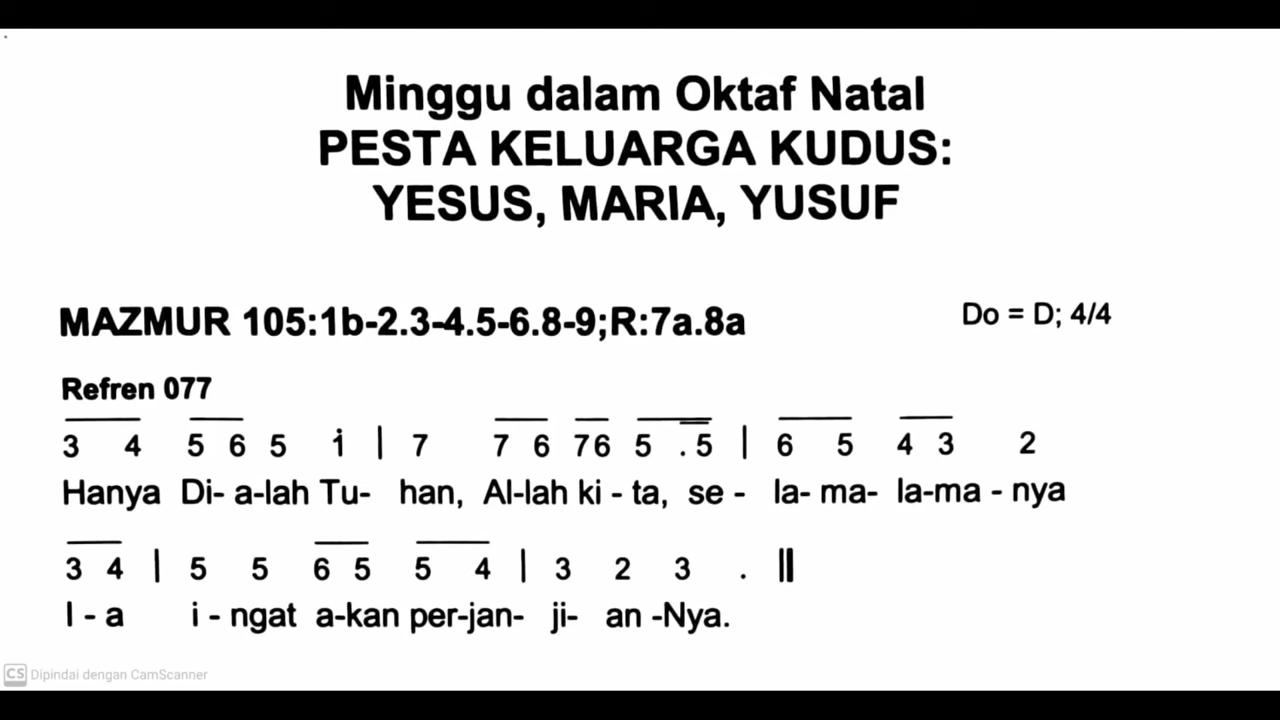 Minggu dalam Oktaf Natal
PESTA KELUARGA KUDUS:
YESUS, MARIA, YUSUF
MAZMUR 105:1b-2.3-4.5-6.8-9;R:7a.8a
Do = D; 4/4
Refren 077
3 4 5 6 5 i | 7 7 6 76 5 .5 | 6 5 4 3 2
Hanya Di- a-lah Tu- han, Al-lah ki - ta, se - la- ma- la-ma - nya
3 4 | 5 5 6 5 5 4 | 3 2 3 . ||
I - a i - ngat a-kan per-jan- ji- an -Nya.
CS Dipindai dengan CamScanner